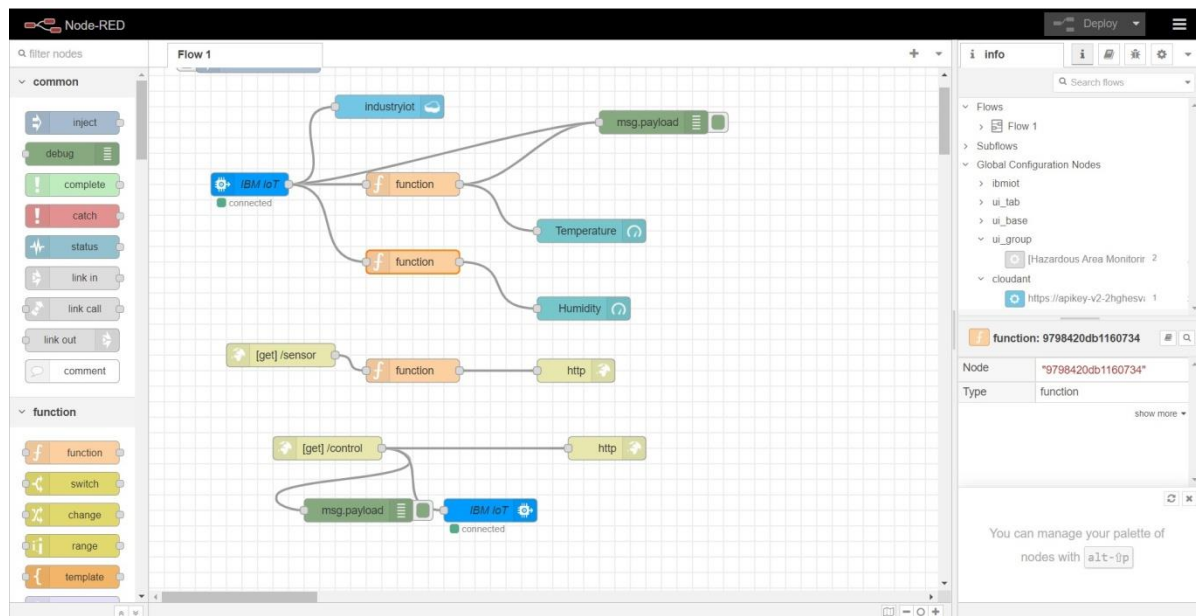 Node-RED
Deploy
filter nodes
common
inject
debug
complete
catch
status
link in
link call
link out
comment
function
function
switch
change
range
template
Flow 1
industryiot
msg.payload
IBM IoT
connected
function
Temperature
function
Humidity
[get] /sensor
function
http
[get] /control
http
msg.payload
IBM IoT
connected
i info
Search flows
Flows
Flow 1
Subflows
Global Configuration Nodes
ibmiot
ui_tab
ui_base
ui_group
[Hazardous Area Monitorir 2
cloudant
https://apikey-v2-2hghesv 1
function: 9798420db1160734
Node "9798420db1160734"
Type function
show more
You can manage your palette of
nodes with alt-⇧p